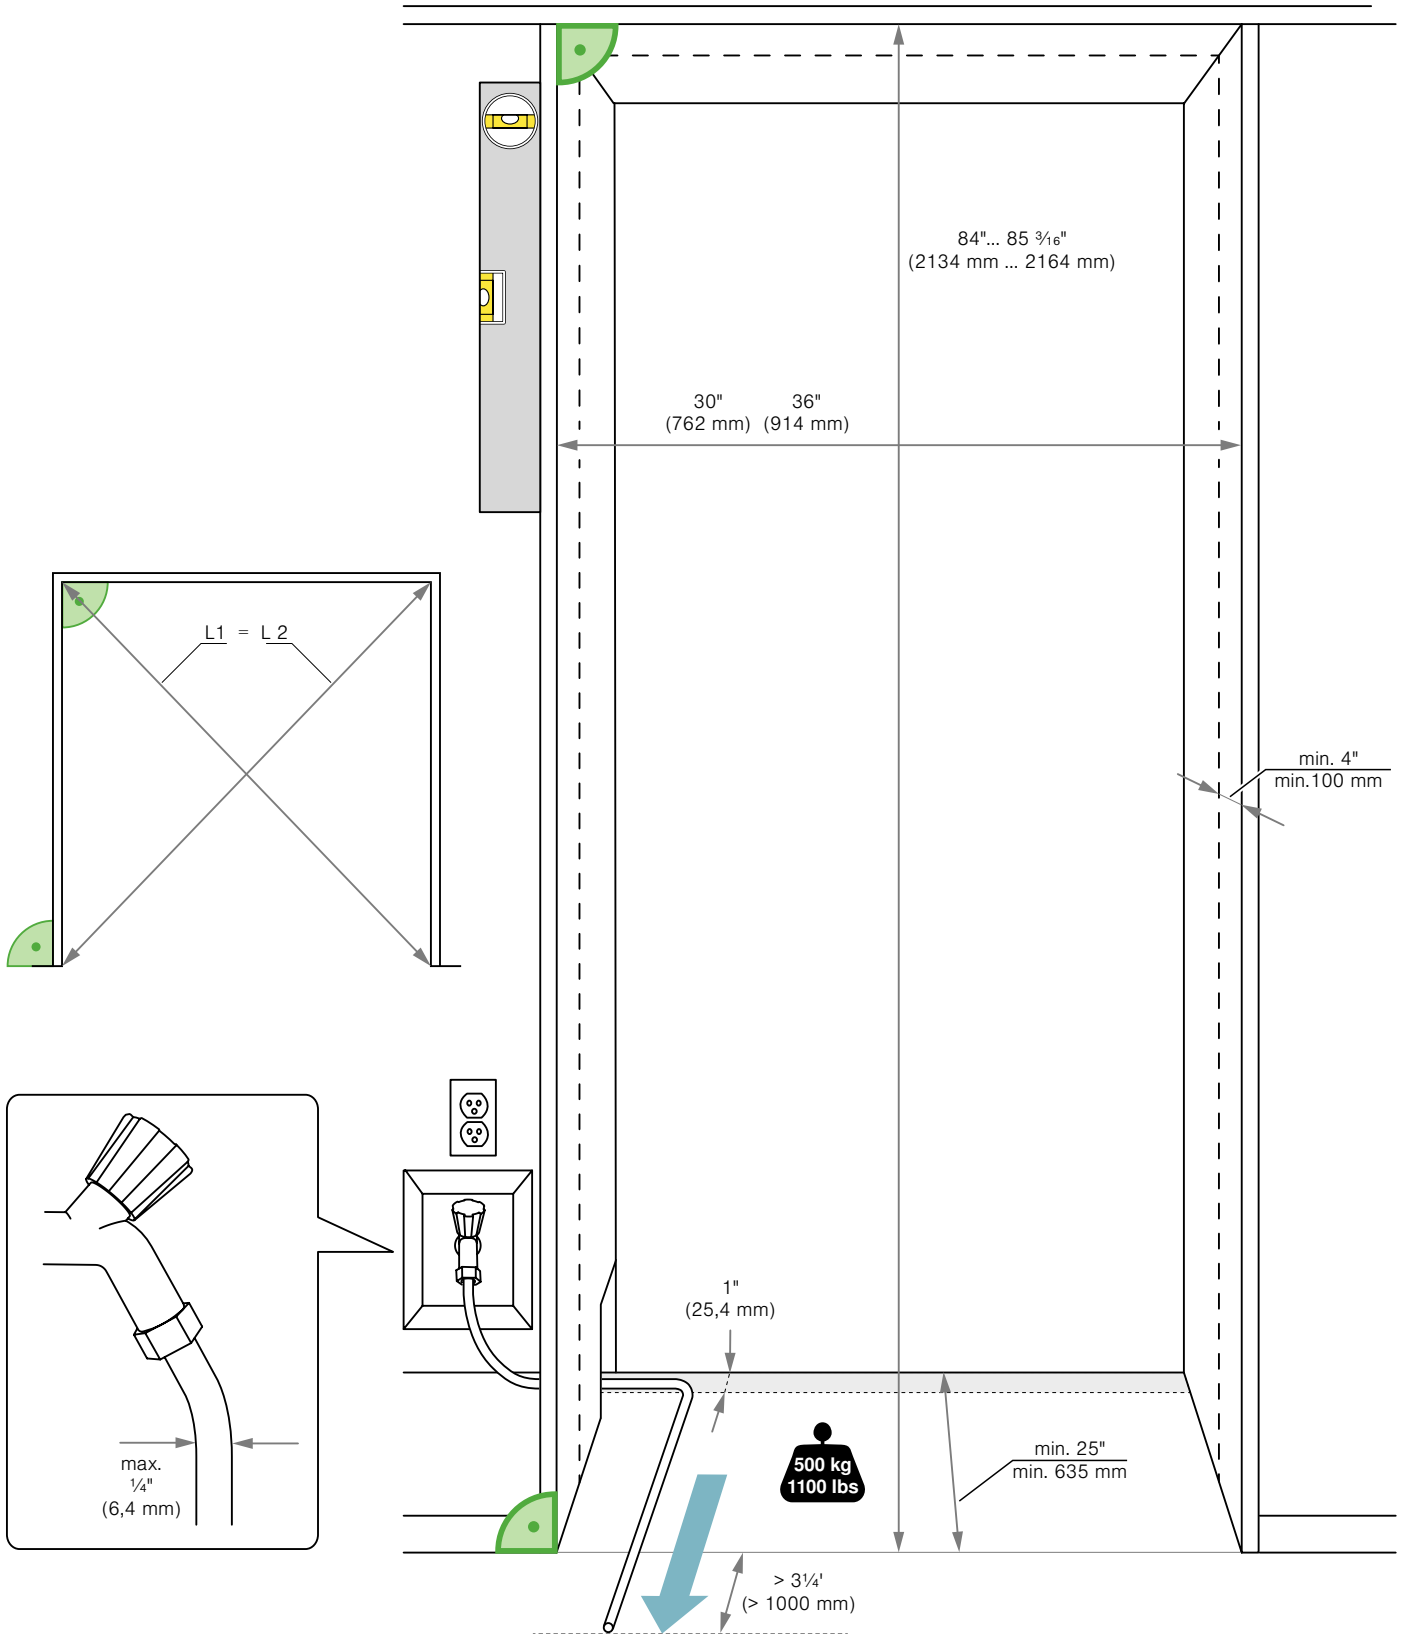 84"... 85 ³⁄₁₆"
(2134 mm ... 2164 mm)
30" 36"
(762 mm) (914 mm)
L1 = L 2
min. 4"
min.100 mm
1"
(25,4 mm)
500 kg
1100 lbs
min. 25"
min. 635 mm
max.
¼"
(6,4 mm)
> 3¼'
(> 1000 mm)